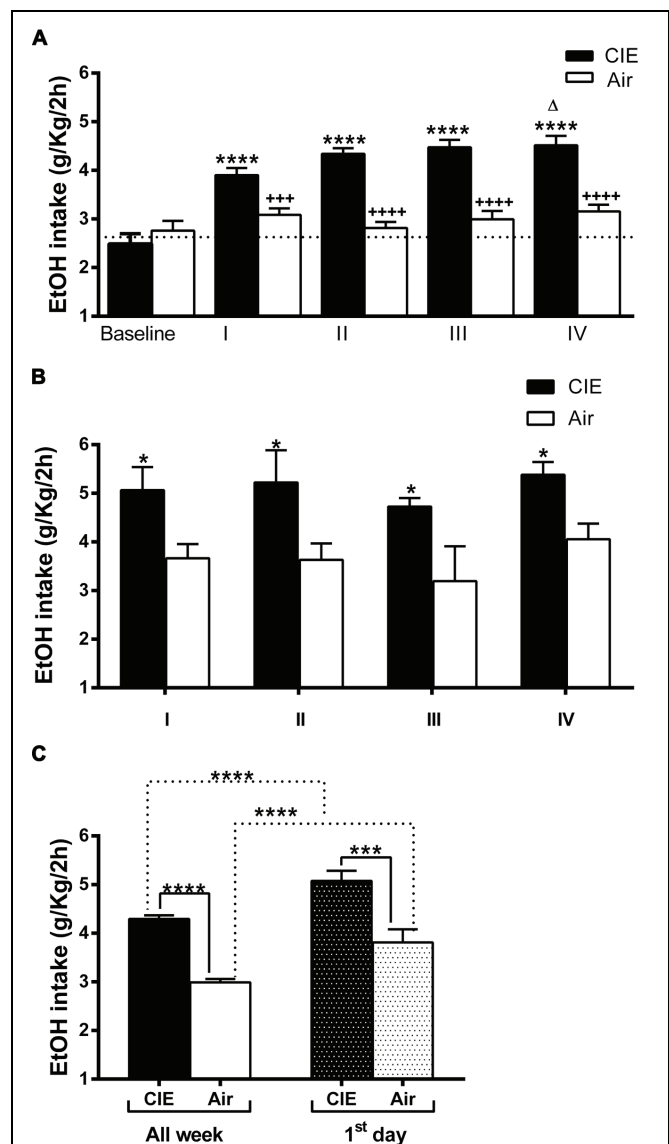 A
CIE
Air
EtOH intake (g/Kg/2h)
6
5
4
3
2
1
****
+++
****
++++
****
++++
Δ
****
++++
Baseline
I
II
III
IV
B
CIE
Air
EtOH intake (g/Kg/2h)
6
5
4
3
2
1
*
*
*
*
I
II
III
IV
C
****
****
EtOH intake (g/Kg/2h)
6
5
4
3
2
1
****
***
CIE
Air
CIE
Air
All week
1st day